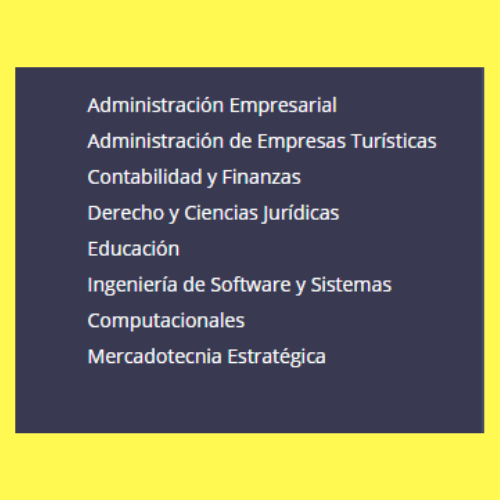 Administración Empresarial
Administración de Empresas Turísticas
Contabilidad y Finanzas
Derecho y Ciencias Jurídicas
Educación
Ingeniería de Software y Sistemas
Computacionales
Mercadotecnia Estratégica